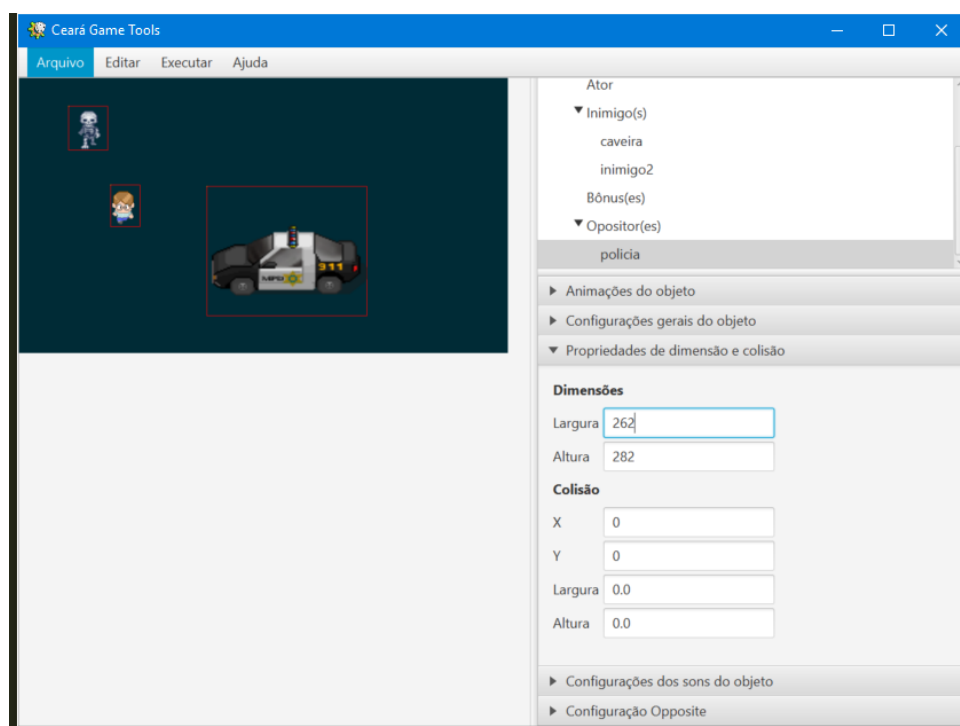 Ceará Game Tools
Arquivo Editar Executar Ajuda
Ator
Inimigo(s)
caveira
inimigo2
Bônus(es)
Opositor(es)
policia
911
Animações do objeto
Configurações gerais do objeto
Propriedades de dimensão e colisão
Dimensões
Largura 262
Altura 282
Colisão
X 0
Y 0
Largura 0.0
Altura 0.0
Configurações dos sons do objeto
Configuração Opposite